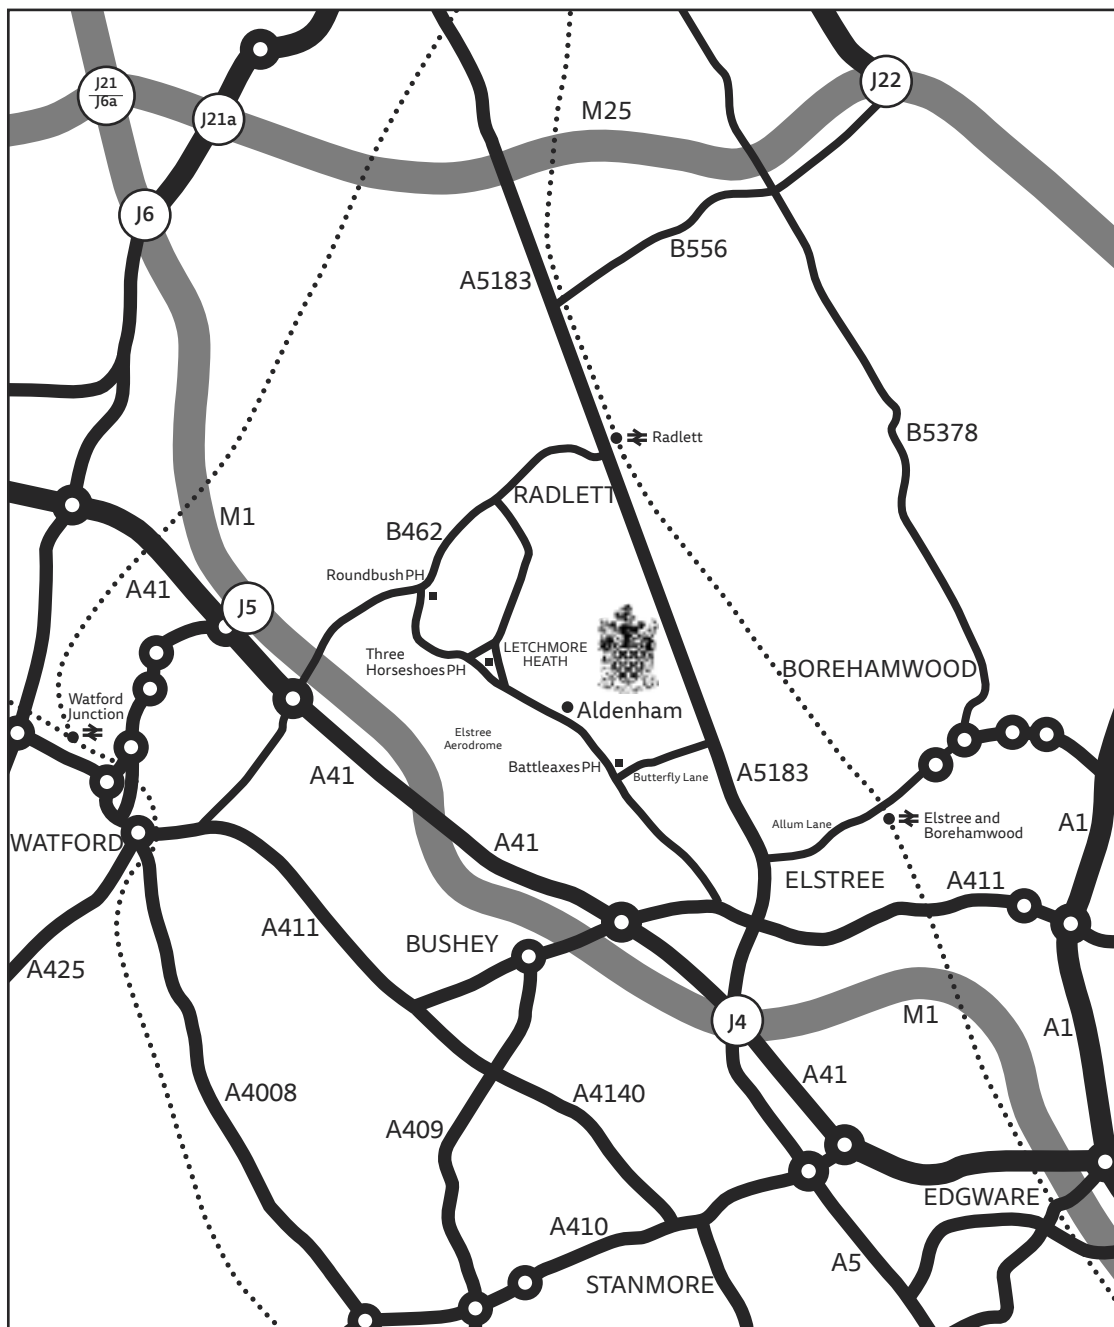 J21
J6a
J21a
J22
M25
J6
B556
A5183
B5378
Radlett
RADLETT
M1
B462
A41
Roundbush PH
J5
LETCHMORE
HEATH
Three
Horseshoes PH
BOREHAMWOOD
Watford
Junction
Aldenham
Elstree
Aerodrome
Battleaxes PH
Butterfly Lane
A5183
A41
Allum Lane
Elstree and
Borehamwood
A1
WATFORD
A41
ELSTREE
A411
A411
BUSHEY
A425
M1
J4
A1
A41
A4008
A4140
A409
EDGWARE
A410
A5
STANMORE